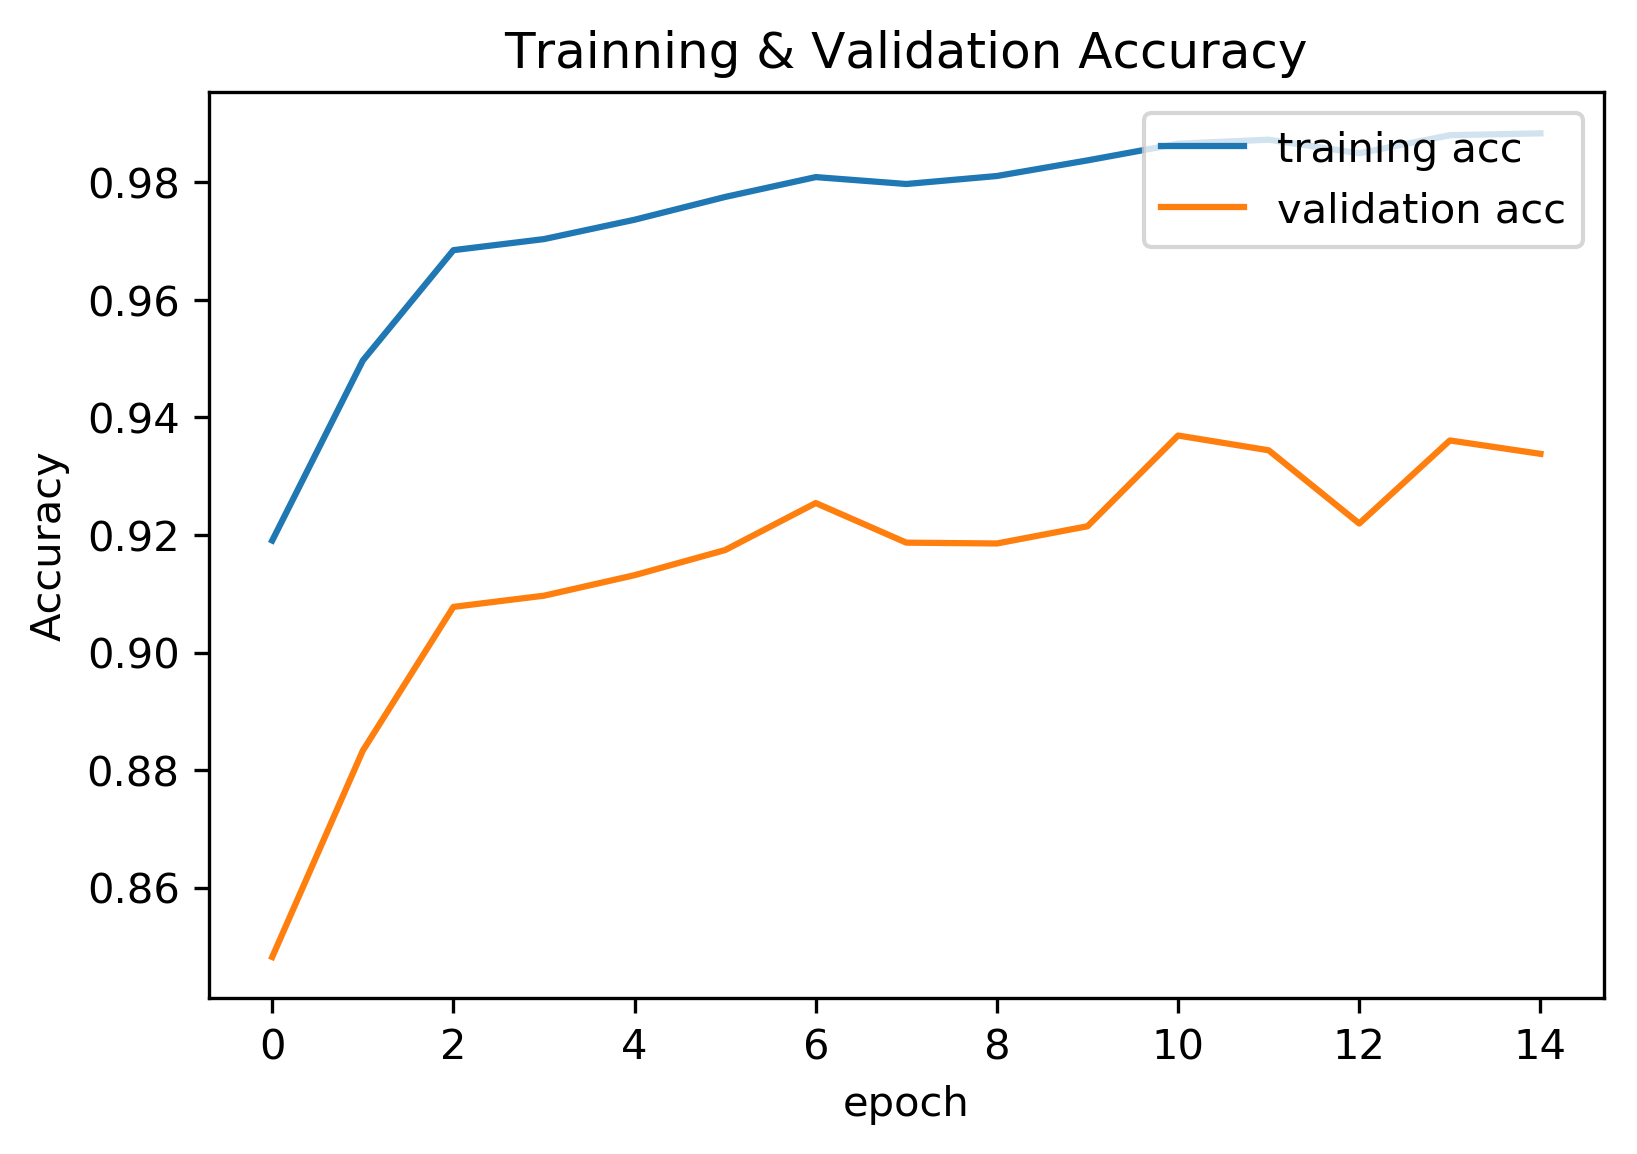 Trainning & Validation Accuracy
training acc
validation acc
Accuracy
0.98
0.96
0.94
0.92
0.90
0.88
0.86
0 2 4 6 8 10 12 14
epoch